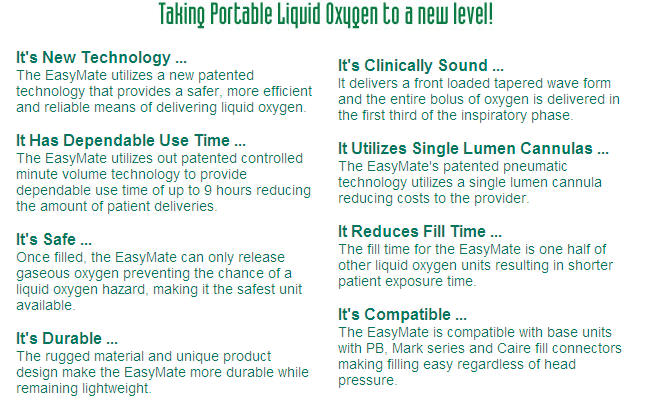 Taking Portable Liquid Oxygen to a new level!
It's New Technology ...
The EasyMate utilizes a new patented
technology that provides a safer, more efficient
and reliable means of delivering liquid oxygen.
It Has Dependable Use Time ...
The EasyMate utilizes out patented controlled
minute volume technology to provide
dependable use time of up to 9 hours reducing
the amount of patient deliveries.
It's Safe ...
Once filled, the EasyMate can only release
gaseous oxygen preventing the chance of a
liquid oxygen hazard, making it the safest unit
available.
It's Durable ...
The rugged material and unique product
design make the EasyMate more durable while
remaining lightweight.
It's Clinically Sound ...
It delivers a front loaded tapered wave form
and the entire bolus of oxygen is delivered in
the first third of the inspiratory phase.
It Utilizes Single Lumen Cannulas ...
The EasyMate's patented pneumatic
technology utilizes a single lumen cannula
reducing costs to the provider.
It Reduces Fill Time ...
The fill time for the EasyMate is one half of
other liquid oxygen units resulting in shorter
patient exposure time.
It's Compatible ...
The EasyMate is compatible with base units
with PB, Mark series and Caire fill connectors
making filling easy regardless of head
pressure.